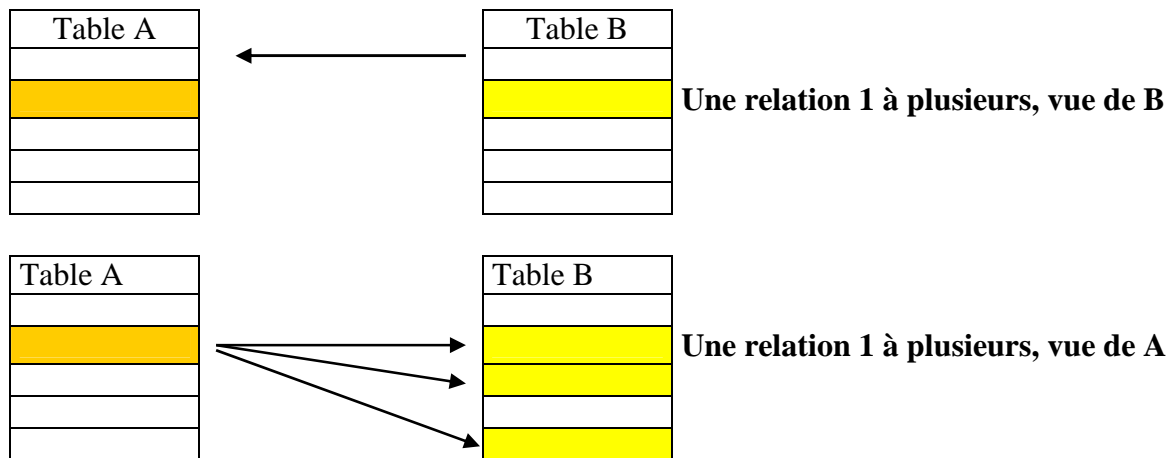 Table A
Table B
Une relation 1 à plusieurs, vue de B
Table A
Table B
Une relation 1 à plusieurs, vue de A